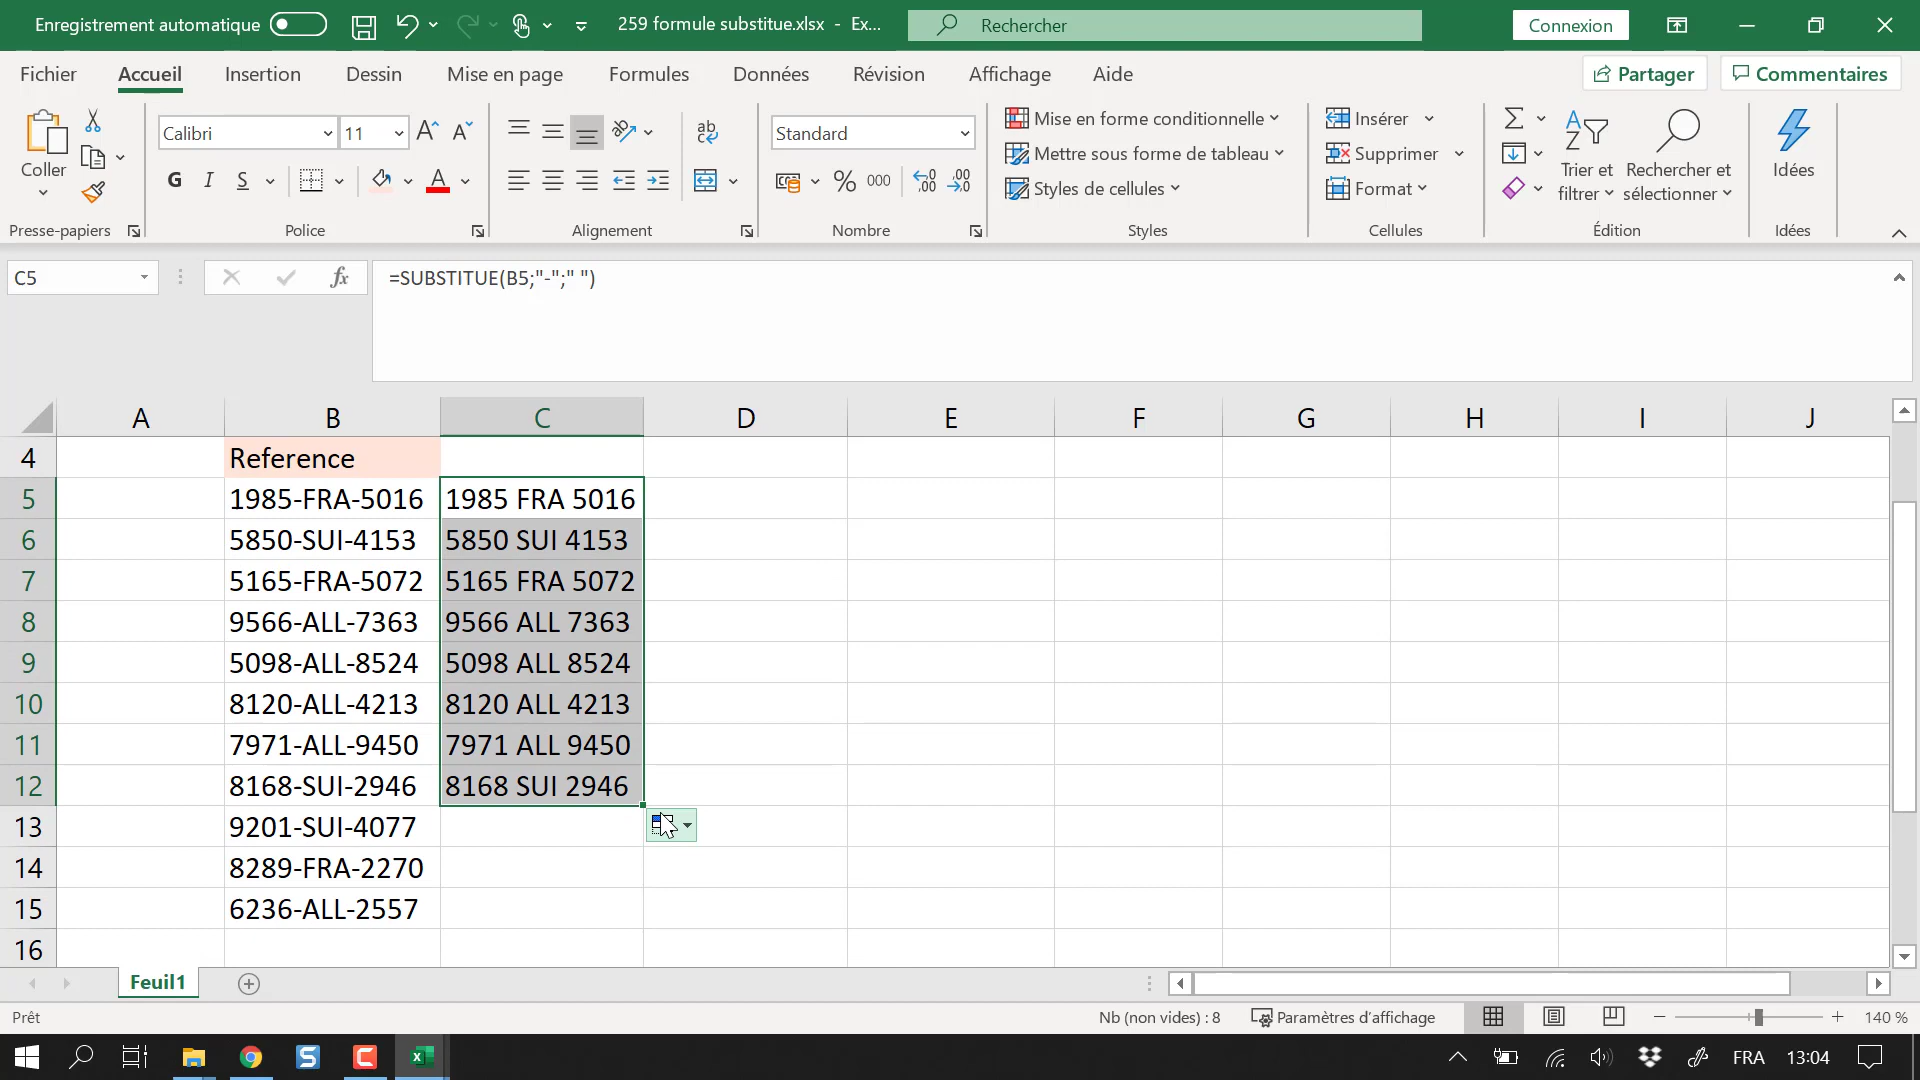 Enregistrement automatique
259 formule substitue.xlsx - Ex...
Rechercher
Connexion
Fichier Accueil Insertion Dessin Mise en page Formules Données Révision Affichage Aide
Partager Commentaires
Coller
Presse-papiers
Calibri 11
G I S
Police
ab
Alignement
Standard
% 000
Nombre
Mise en forme conditionnelle
Mettre sous forme de tableau
Styles de cellules
Styles
Insérer
Supprimer
Format
Cellules
Trier et
filtrer
Rechercher et
sélectionner
Édition
Idées
Idées
C5
fx
=SUBSTITUE(B5;"-";" ")
A B C D E F G H I J
4 Reference
5 1985-FRA-5016 1985 FRA 5016
6 5850-SUI-4153 5850 SUI 4153
7 5165-FRA-5072 5165 FRA 5072
8 9566-ALL-7363 9566 ALL 7363
9 5098-ALL-8524 5098 ALL 8524
10 8120-ALL-4213 8120 ALL 4213
11 7971-ALL-9450 7971 ALL 9450
12 8168-SUI-2946 8168 SUI 2946
13 9201-SUI-4077
14 8289-FRA-2270
15 6236-ALL-2557
16
Feuil1
Prêt
Nb (non vides) : 8
Paramètres d'affichage
140 %
FRA 13:04